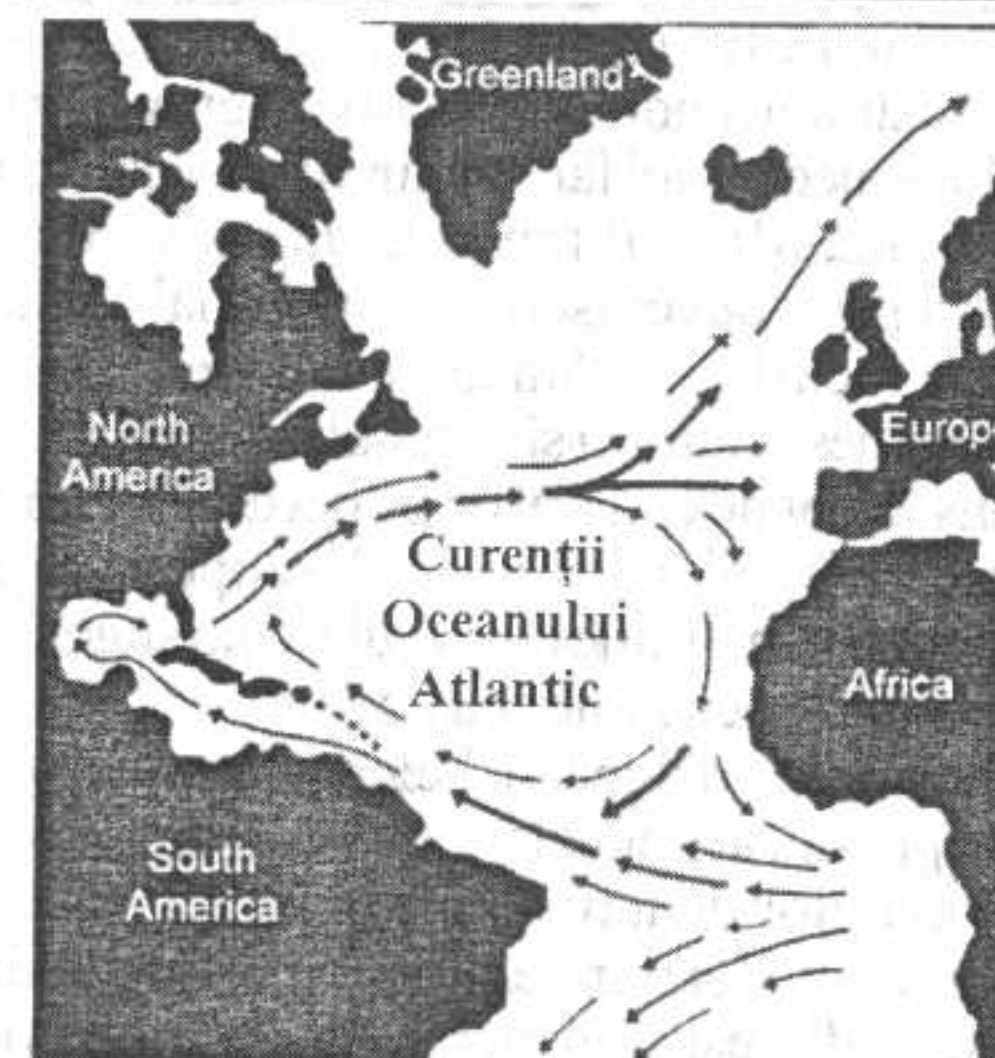 Greenland
North
America
Europ
Curenții
Oceanului
Atlantic
Africa
South
America